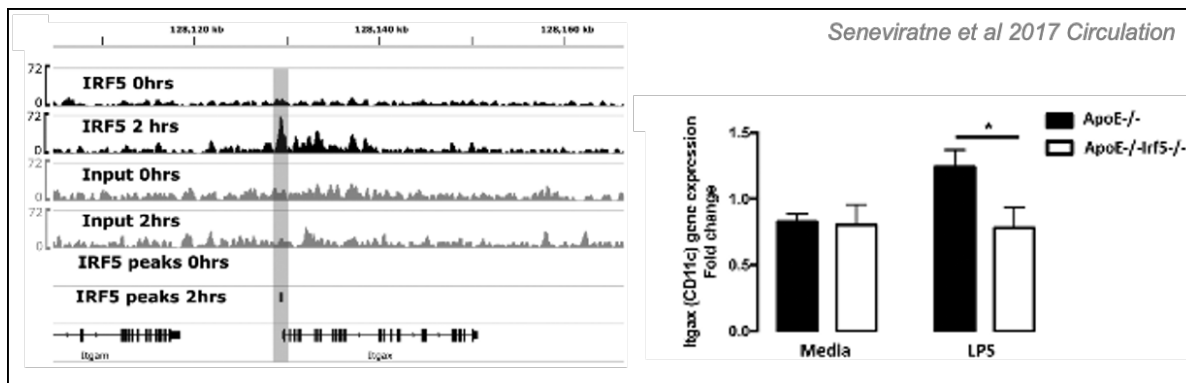 Seneviratne et al 2017 Circulation
128,120 kb 128,140 kb 128,160 kb
72
IRF5 0hrs
0
72
IRF5 2 hrs
0
72
Input 0hrs
0
72
Input 2hrs
0
IRF5 peaks 0hrs
IRF5 peaks 2hrs
Itgam Itgax
ApoE-/-
ApoE-/-Irf5-/-
*
Itgax (CD11c) gene expression
Fold change
1.5
1.0
0.5
0.0
Media LPS